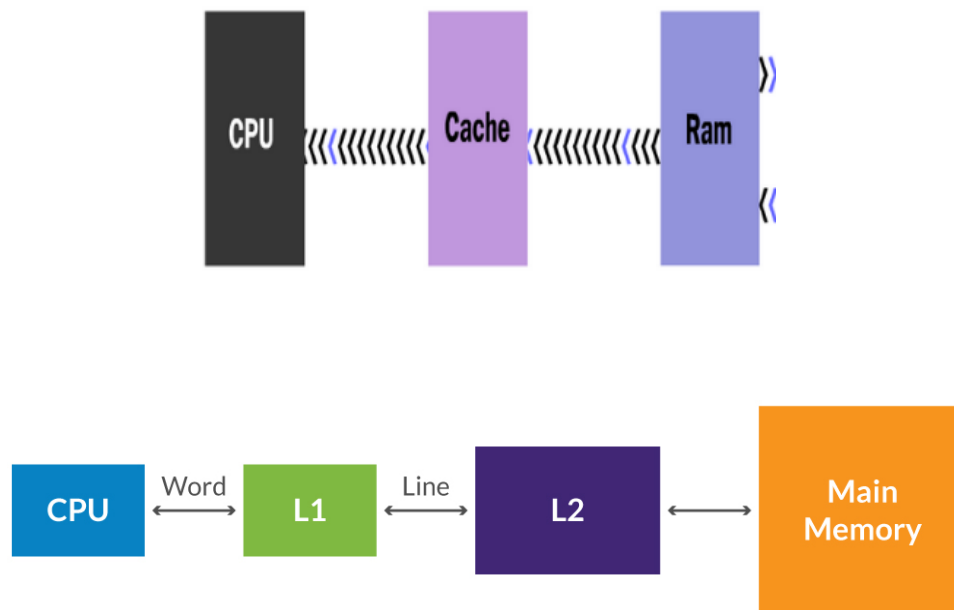 CPU
Cache
Ram
CPU
Word
L1
Line
L2
Main
Memory